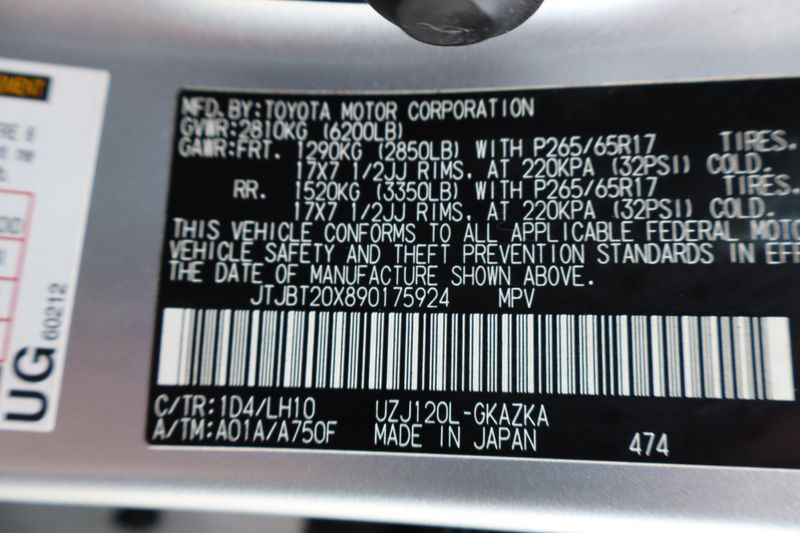 MFD. BY: TOYOTA MOTOR CORPORATION
GVWR: 2810KG (6200LB)
GAWR: FRT. 1290KG (2850LB) WITH P265/65R17 TIRES.
17X7 1/2JJ RIMS, AT 220KPA (32PSI) COLD.
RR. 1520KG (3350LB) WITH P265/65R17 TIRES.
17X7 1/2JJ RIMS, AT 220KPA (32PSI) COLD.
THIS VEHICLE CONFORMS TO ALL APPLICABLE FEDERAL MOTO
VEHICLE SAFETY AND THEFT PREVENTION STANDARDS IN EFF
THE DATE OF MANUFACTURE SHOWN ABOVE.
JTJBT20X890175924 MPV
C/TR: 1D4/LH10 UZJ120L-GKAZKA
A/TM: A01A/A750F MADE IN JAPAN 474
UG 60212